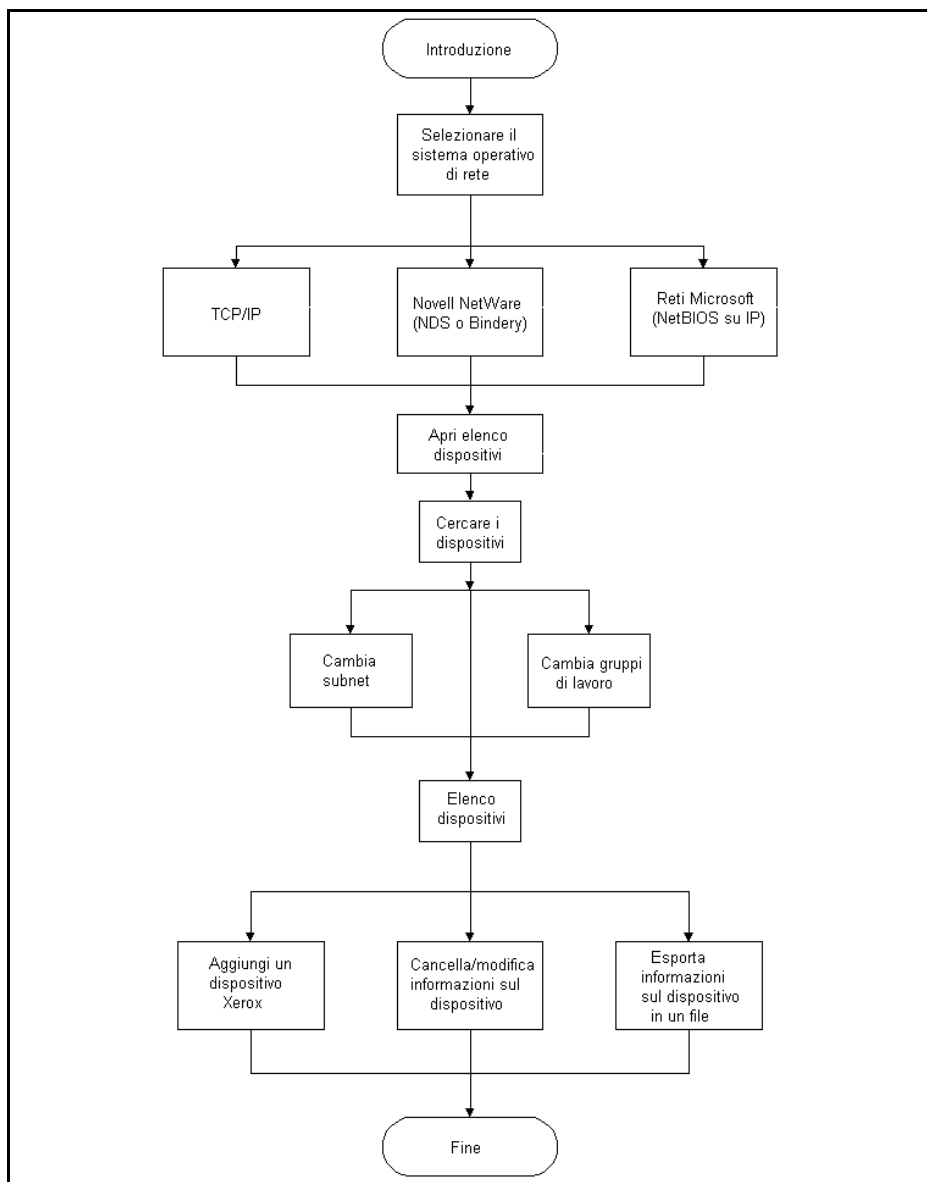 Introduzione
Selezionare il
sistema operativo
di rete
TCP/IP
Novell NetWare
(NDS o Bindery)
Reti Microsoft
(NetBIOS su IP)
Apri elenco
dispositivi
Cercare i
dispositivi
Cambia
subnet
Cambia gruppi
di lavoro
Elenco
dispositivi
Aggiungi un
dispositivo
Xerox
Cancella/modifica
informazioni sul
dispositivo
Esporta
informazioni
sul dispositivo
in un file
Fine